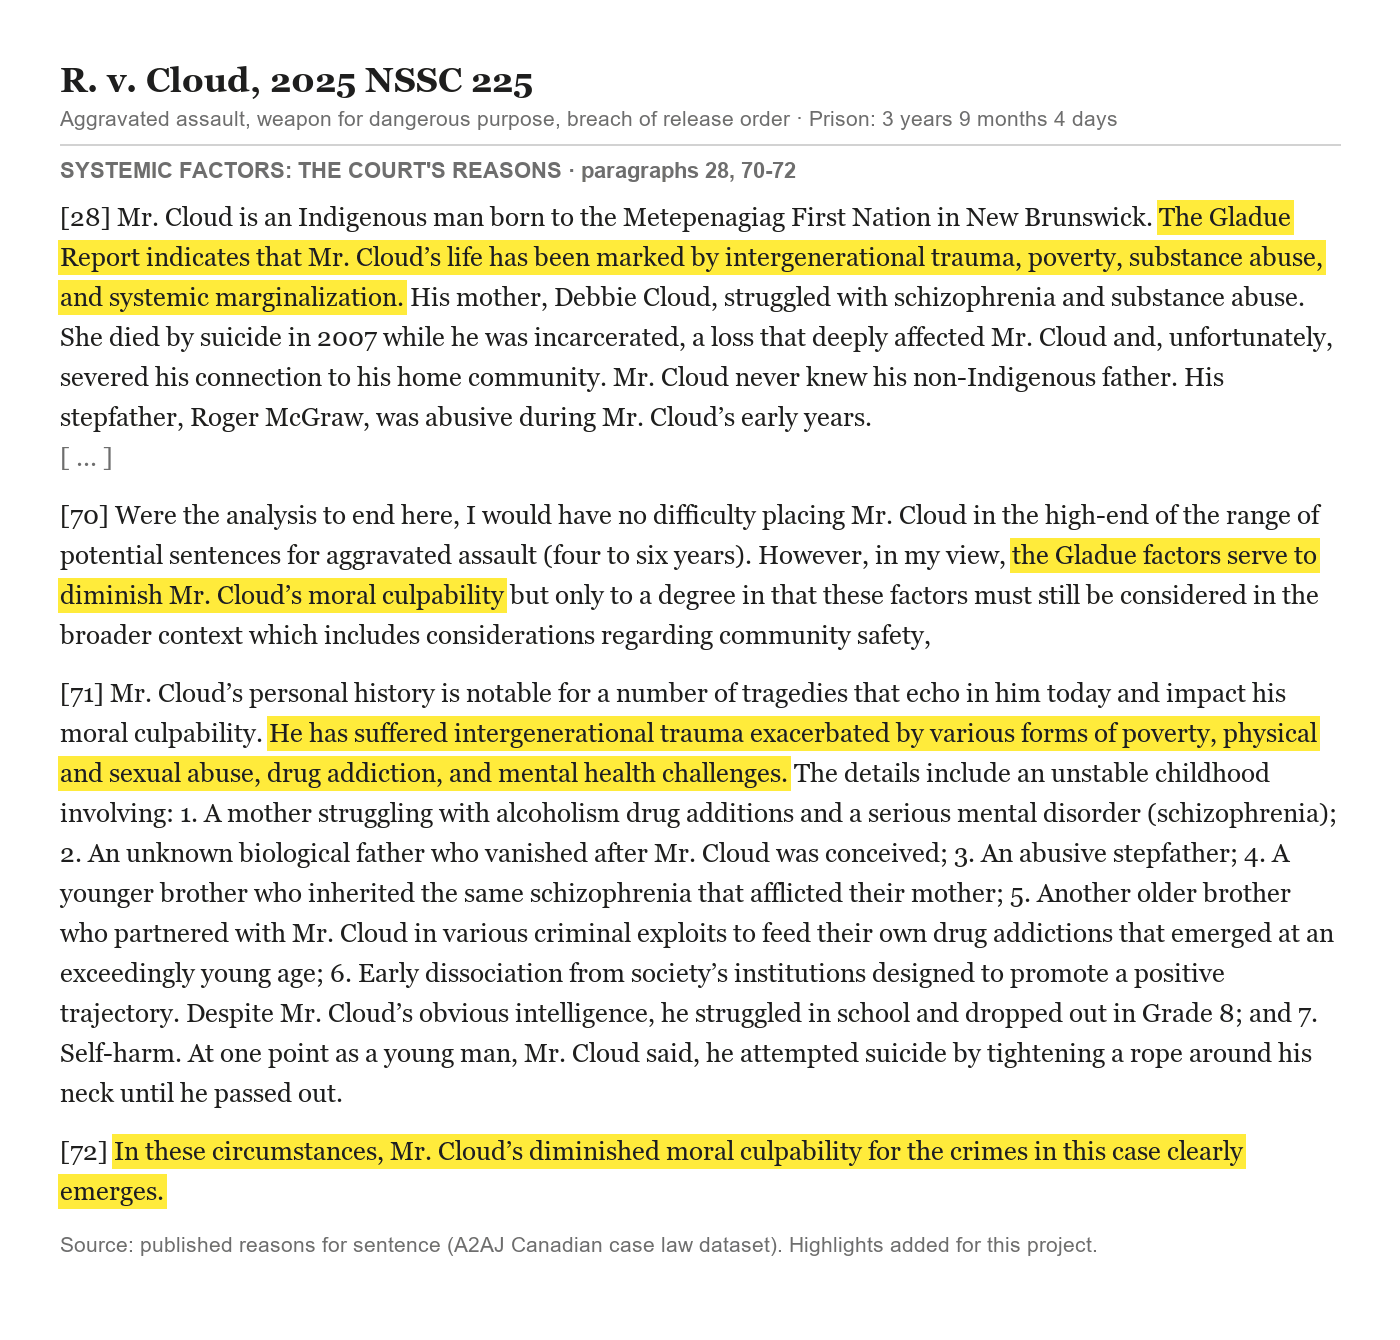 R. v. Cloud, 2025 NSSC 225
Aggravated assault, weapon for dangerous purpose, breach of release order · Prison: 3 years 9 months 4 days
SYSTEMIC FACTORS: THE COURT'S REASONS · paragraphs 28, 70-72
[28] Mr. Cloud is an Indigenous man born to the Metepenagiag First Nation in New Brunswick. The Gladue
Report indicates that Mr. Cloud’s life has been marked by intergenerational trauma, poverty, substance abuse,
and systemic marginalization. His mother, Debbie Cloud, struggled with schizophrenia and substance abuse.
She died by suicide in 2007 while he was incarcerated, a loss that deeply affected Mr. Cloud and, unfortunately,
severed his connection to his home community. Mr. Cloud never knew his non-Indigenous father. His
stepfather, Roger McGraw, was abusive during Mr. Cloud’s early years.
[ ... ]
[70] Were the analysis to end here, I would have no difficulty placing Mr. Cloud in the high-end of the range of
potential sentences for aggravated assault (four to six years). However, in my view, the Gladue factors serve to
diminish Mr. Cloud’s moral culpability but only to a degree in that these factors must still be considered in the
broader context which includes considerations regarding community safety,
[71] Mr. Cloud’s personal history is notable for a number of tragedies that echo in him today and impact his
moral culpability. He has suffered intergenerational trauma exacerbated by various forms of poverty, physical
and sexual abuse, drug addiction, and mental health challenges. The details include an unstable childhood
involving: 1. A mother struggling with alcoholism drug additions and a serious mental disorder (schizophrenia);
2. An unknown biological father who vanished after Mr. Cloud was conceived; 3. An abusive stepfather; 4. A
younger brother who inherited the same schizophrenia that afflicted their mother; 5. Another older brother
who partnered with Mr. Cloud in various criminal exploits to feed their own drug addictions that emerged at an
exceedingly young age; 6. Early dissociation from society’s institutions designed to promote a positive
trajectory. Despite Mr. Cloud’s obvious intelligence, he struggled in school and dropped out in Grade 8; and 7.
Self-harm. At one point as a young man, Mr. Cloud said, he attempted suicide by tightening a rope around his
neck until he passed out.
[72] In these circumstances, Mr. Cloud’s diminished moral culpability for the crimes in this case clearly
emerges.
Source: published reasons for sentence (A2AJ Canadian case law dataset). Highlights added for this project.